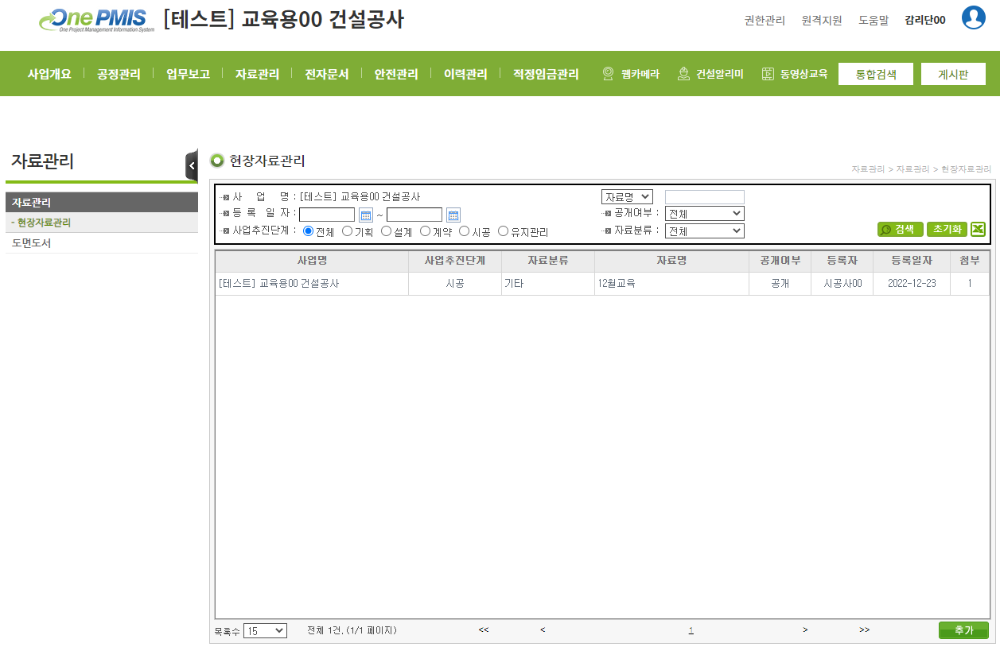 One PMIS
One Project Management Information System
[테스트] 교육용00 건설공사
권한관리 원격지원 도움말 감리단00
사업개요 공정관리 업무보고 자료관리 전자문서 안전관리 이력관리 적정임금관리 웹카메라 건설알리미 동영상교육 통합검색 게시판
자료관리
자료관리
- 현장자료관리
도면도서
현장자료관리
자료관리 > 자료관리 > 현장자료관리
사 업 명 : [테스트] 교육용00 건설공사 자료명
등 록 일 자 : ~ 공개여부 : 전체
사업추진단계 : 전체 기획 설계 계약 시공 유지관리 자료분류 : 전체 검색 초기화
사업명 사업추진단계 자료분류 자료명 공개여부 등록자 등록일자 첨부
[테스트] 교육용00 건설공사 시공 기타 12월교육 공개 시공사00 2022-12-23 1
목록수 15 전체 1건, (1/1 페이지) << < 1 > >> 추가